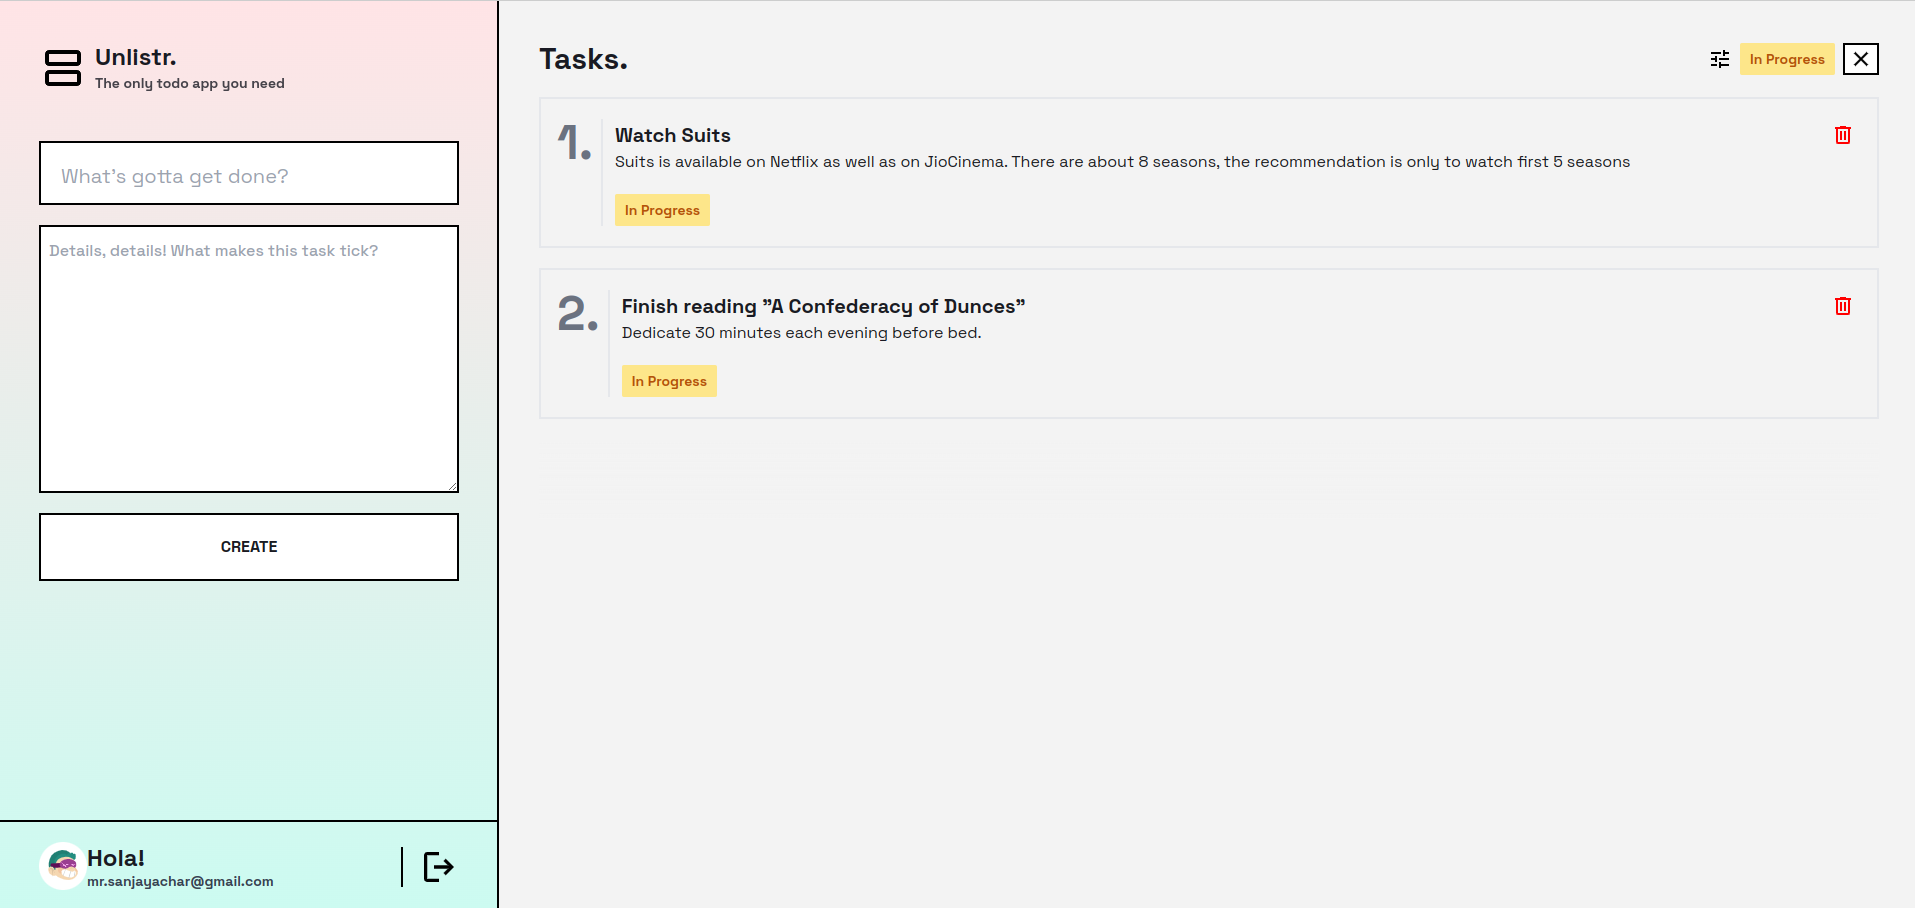 Unlistr.
The only todo app you need
What's gotta get done?
Details, details! What makes this task tick?
CREATE
Hola!
mr.sanjayachar@gmail.com
Tasks.
In Progress
1.
Watch Suits
Suits is available on Netflix as well as on JioCinema. There are about 8 seasons, the recommendation is only to watch first 5 seasons
In Progress
2.
Finish reading ”A Confederacy of Dunces”
Dedicate 30 minutes each evening before bed.
In Progress